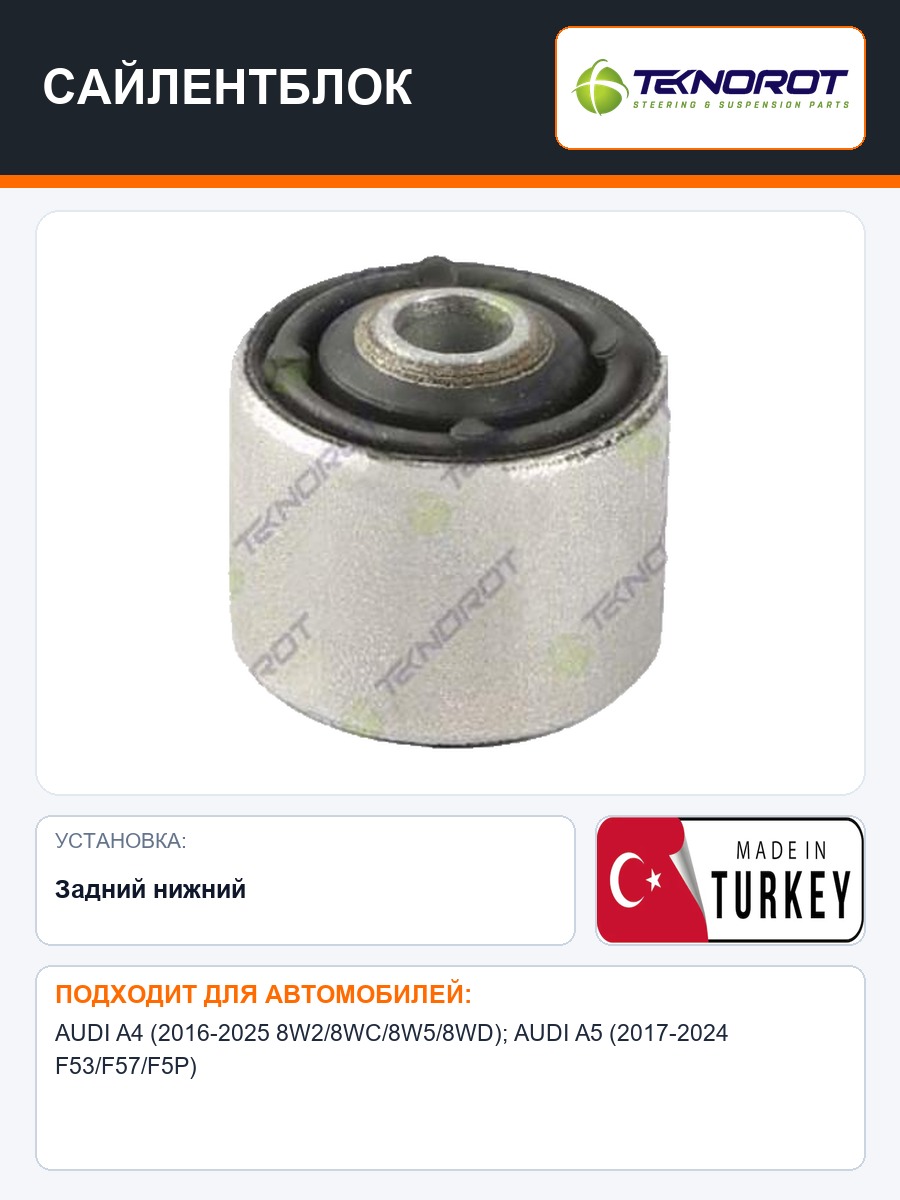 САЙЛЕНТБЛОК
TEKNOROT
STEERING & SUSPENSION PARTS
TEKNOROT
TEKNOROT
TEKNOROT
УСТАНОВКА:
Задний нижний
MADE IN
TURKEY
ПОДХОДИТ ДЛЯ АВТОМОБИЛЕЙ:
AUDI A4 (2016-2025 8W2/8WC/8W5/8WD); AUDI A5 (2017-2024
F53/F57/F5P)